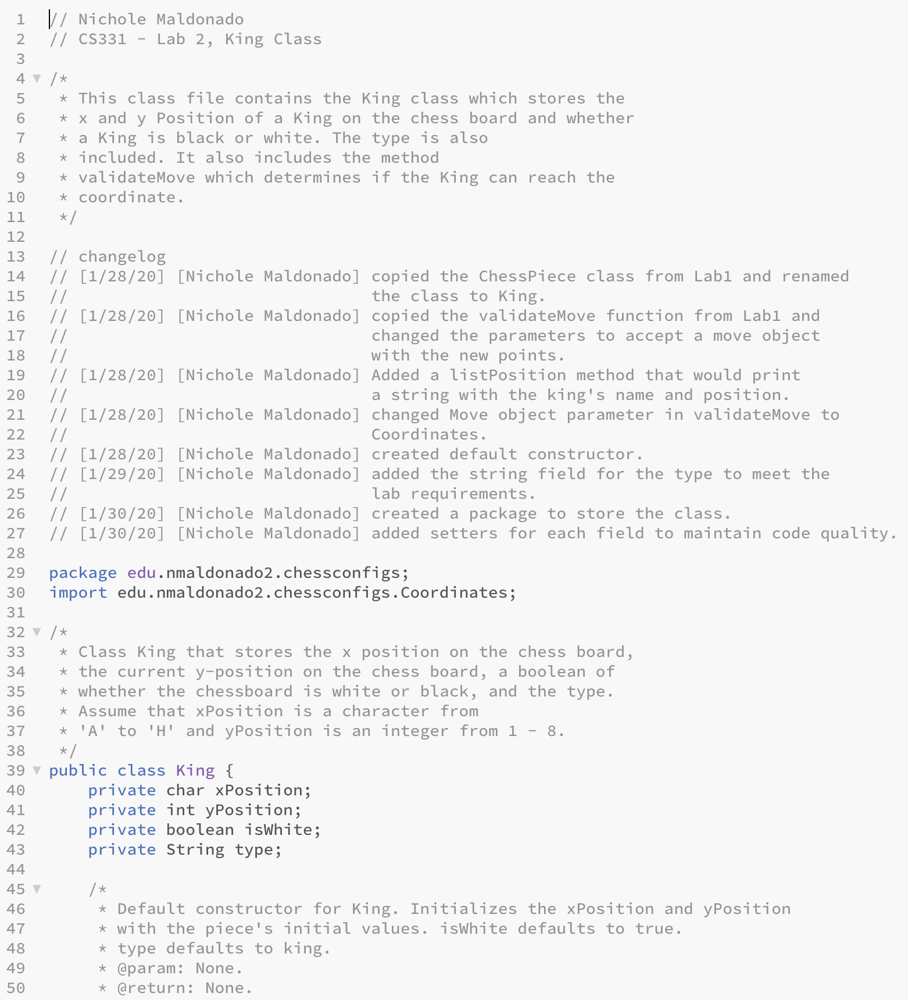 1 // Nichole Maldonado
2 // CS331 - Lab 2, King Class
3
4 /*
5  * This class file contains the King class which stores the
6  * x and y Position of a King on the chess board and whether
7  * a King is black or white. The type is also
8  * included. It also includes the method
9  * validateMove which determines if the King can reach the
10  * coordinate.
11  */
12
13 // changelog
14 // [1/28/20] [Nichole Maldonado] copied the ChessPiece class from Lab1 and renamed
15 //                               the class to King.
16 // [1/28/20] [Nichole Maldonado] copied the validateMove function from Lab1 and
17 //                               changed the parameters to accept a move object
18 //                               with the new points.
19 // [1/28/20] [Nichole Maldonado] Added a listPosition method that would print
20 //                               a string with the king's name and position.
21 // [1/28/20] [Nichole Maldonado] changed Move object parameter in validateMove to
22 //                               Coordinates.
23 // [1/28/20] [Nichole Maldonado] created default constructor.
24 // [1/29/20] [Nichole Maldonado] added the string field for the type to meet the
25 //                               lab requirements.
26 // [1/30/20] [Nichole Maldonado] created a package to store the class.
27 // [1/30/20] [Nichole Maldonado] added setters for each field to maintain code quality.
28
29 package edu.nmaldonado2.chessconfigs;
30 import edu.nmaldonado2.chessconfigs.Coordinates;
31
32 /*
33  * Class King that stores the x position on the chess board,
34  * the current y-position on the chess board, a boolean of
35  * whether the chessboard is white or black, and the type.
36  * Assume that xPosition is a character from
37  * 'A' to 'H' and yPosition is an integer from 1 - 8.
38  */
39 public class King {
40     private char xPosition;
41     private int yPosition;
42     private boolean isWhite;
43     private String type;
44
45     /*
46      * Default constructor for King. Initializes the xPosition and yPosition
47      * with the piece's initial values. isWhite defaults to true.
48      * type defaults to king.
49      * @param: None.
50      * @return: None.